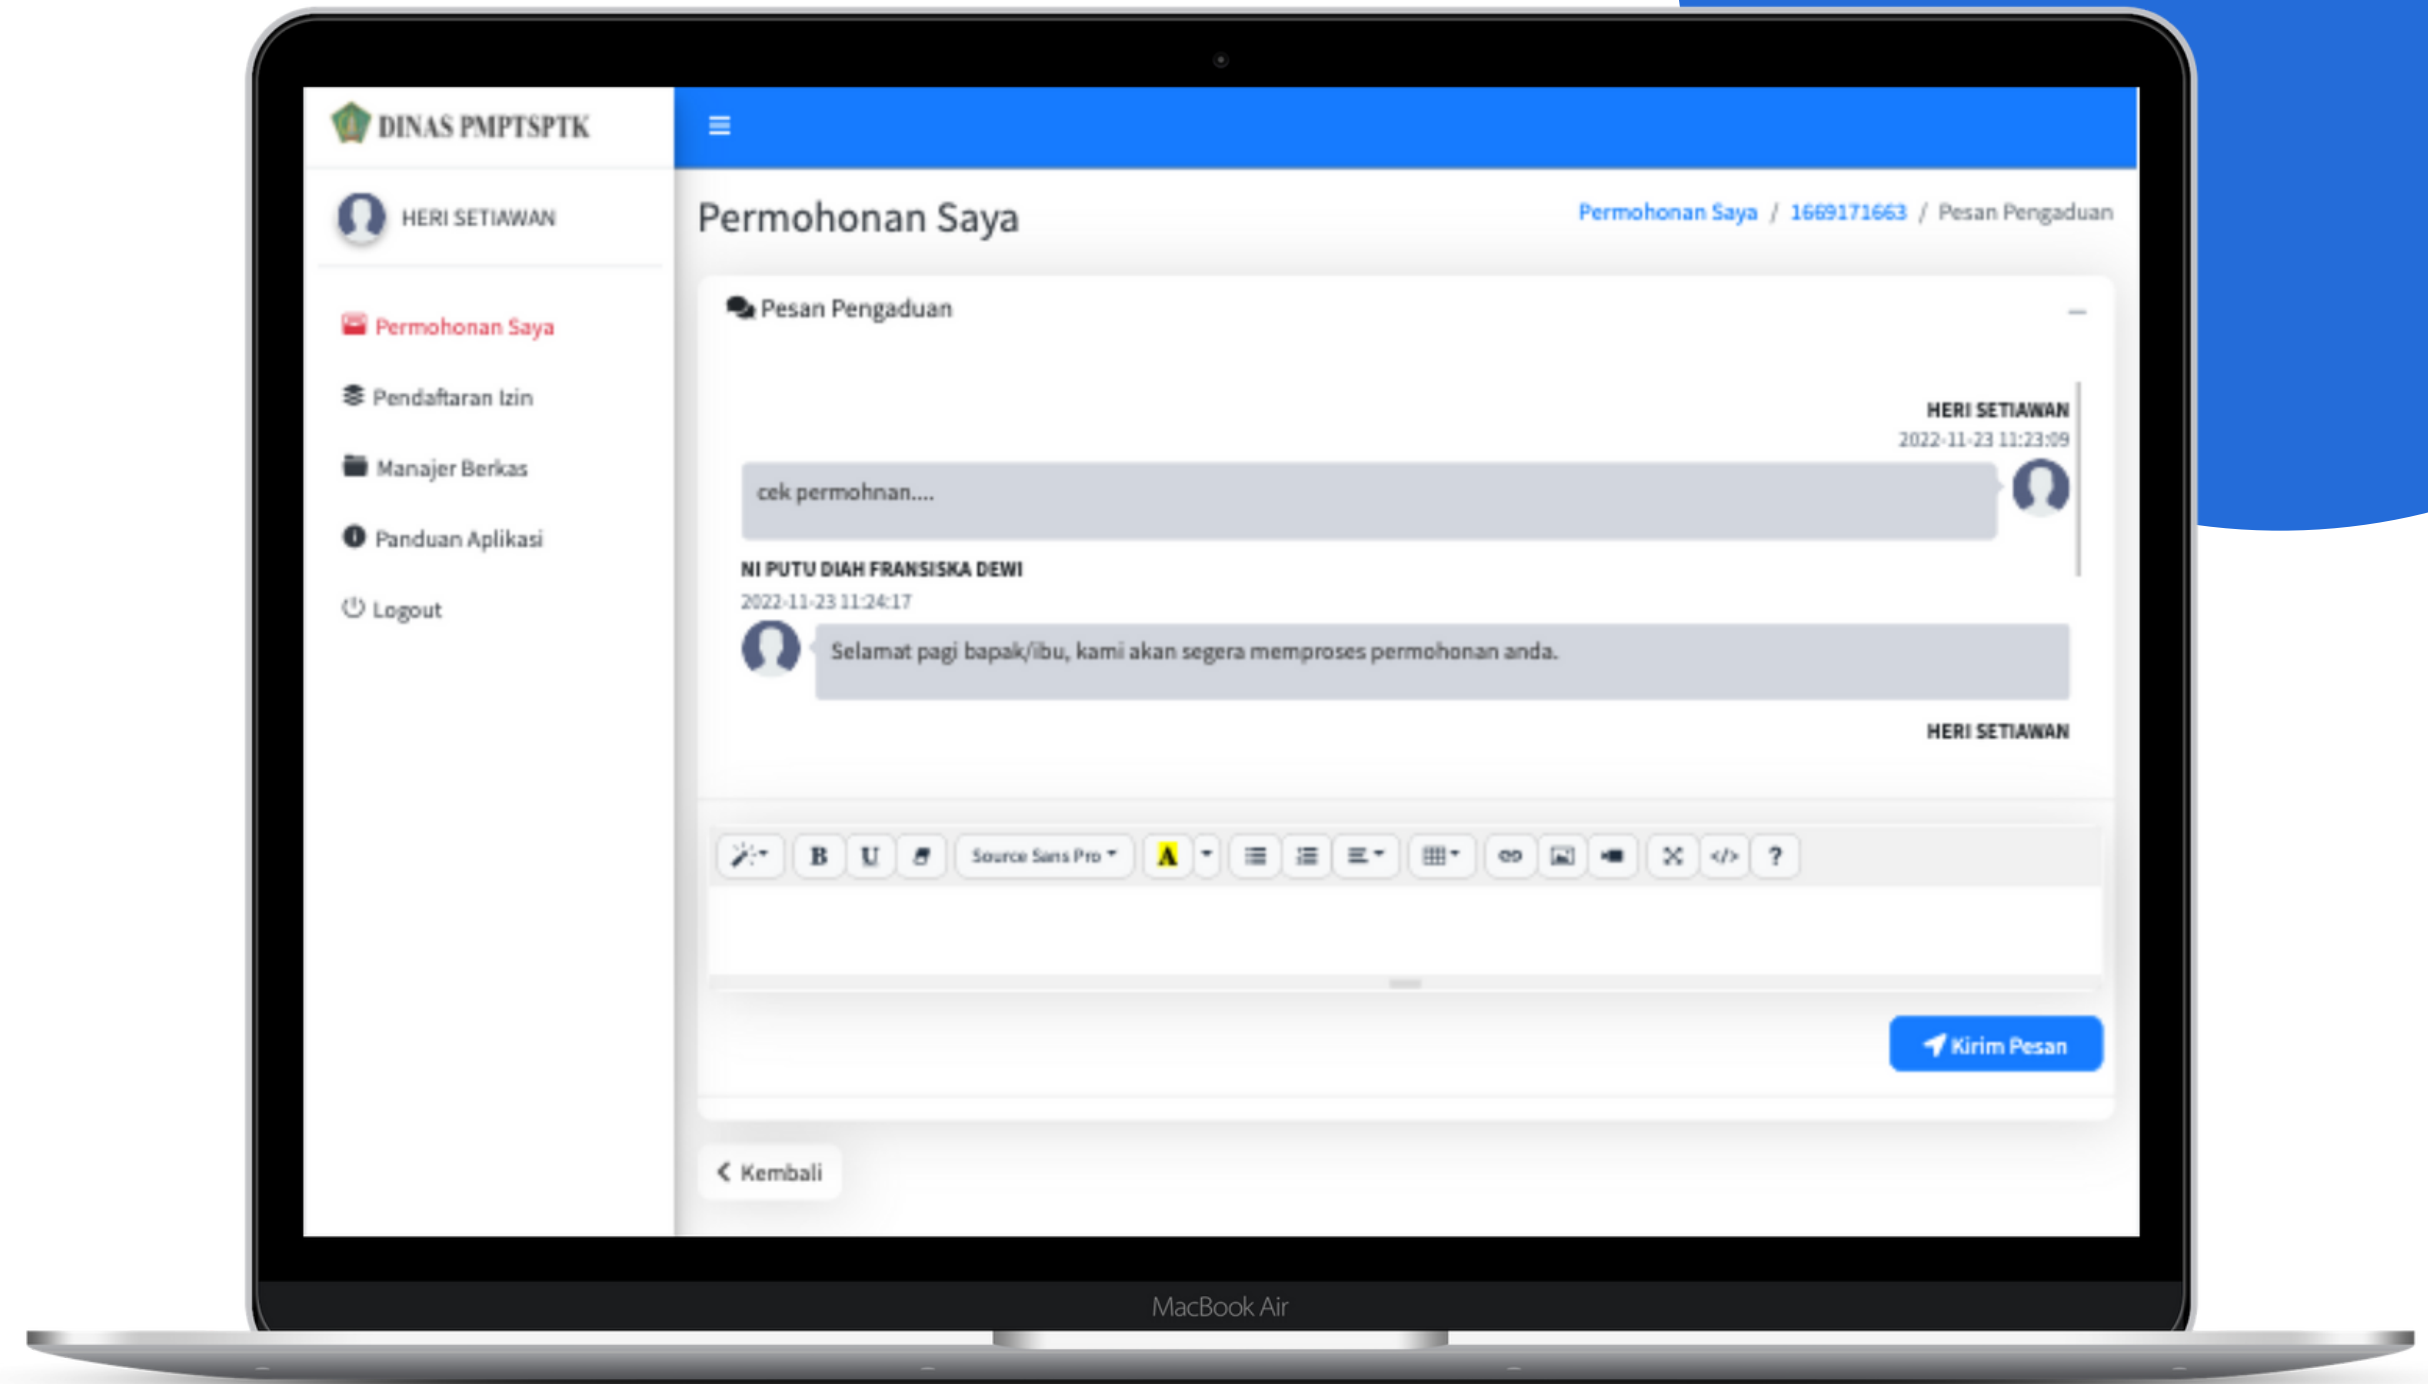 DINAS PMPTSPTK
HERI SETIAWAN
Permohonan Saya
Pendaftaran Izin
Manajer Berkas
Panduan Aplikasi
Logout
Permohonan Saya
Permohonan Saya / 1669171663 / Pesan Pengaduan
Pesan Pengaduan
HERI SETIAWAN
2022-11-23 11:23:09
cek permohnan....
NI PUTU DIAH FRANSISKA DEWI
2022-11-23 11:24:17
Selamat pagi bapak/ibu, kami akan segera memproses permohonan anda.
HERI SETIAWAN
B U Source Sans Pro A </> ?
Kirim Pesan
Kembali
MacBook Air